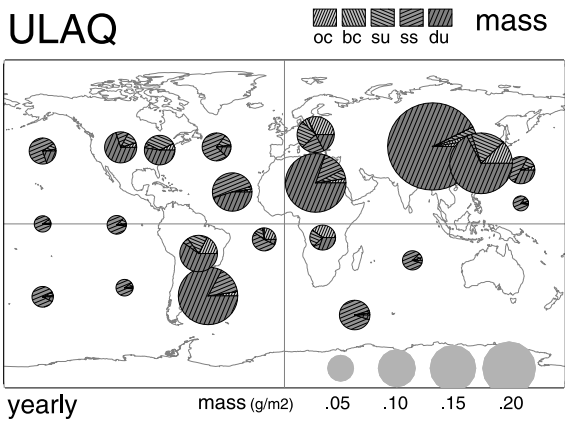 ULAQ
mass
oc bc su ss du
yearly
mass (g/m2) .05 .10 .15 .20